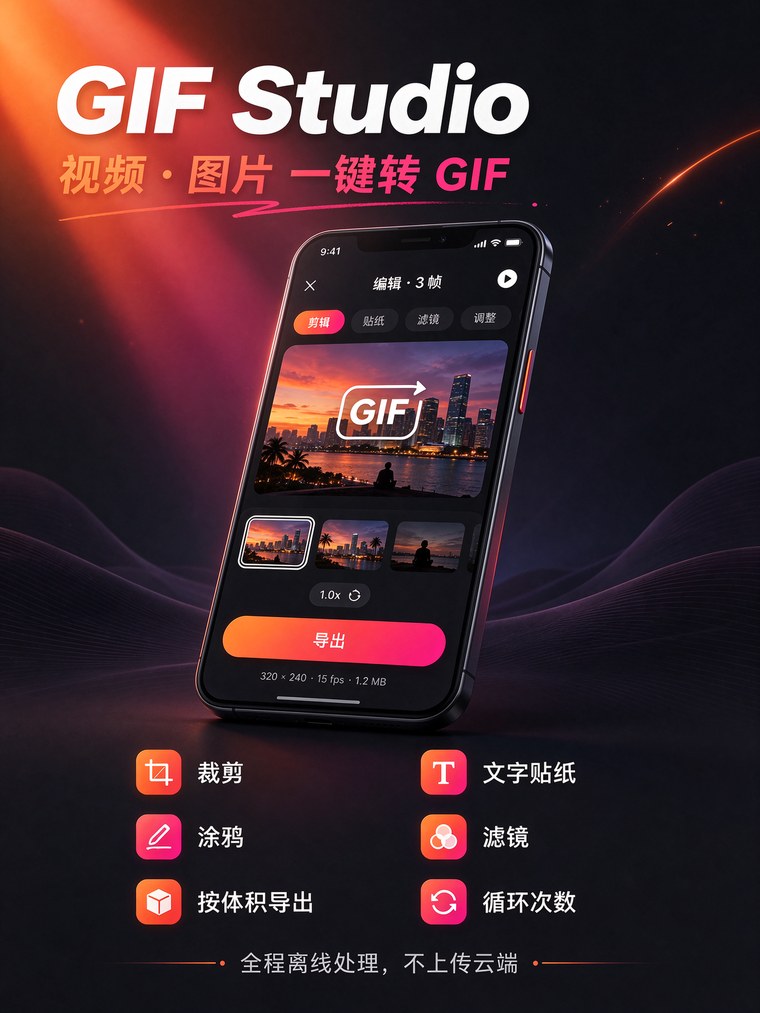 GIF Studio
视频 · 图片 一键转 GIF
9:41
编辑 · 3 帧
剪辑 贴纸 滤镜 调整
GIF
1.0x
导出
320 × 240 · 15 fps · 1.2 MB
裁剪
T 文字贴纸
涂鸦
滤镜
按体积导出
循环次数
全程离线处理，不上传云端